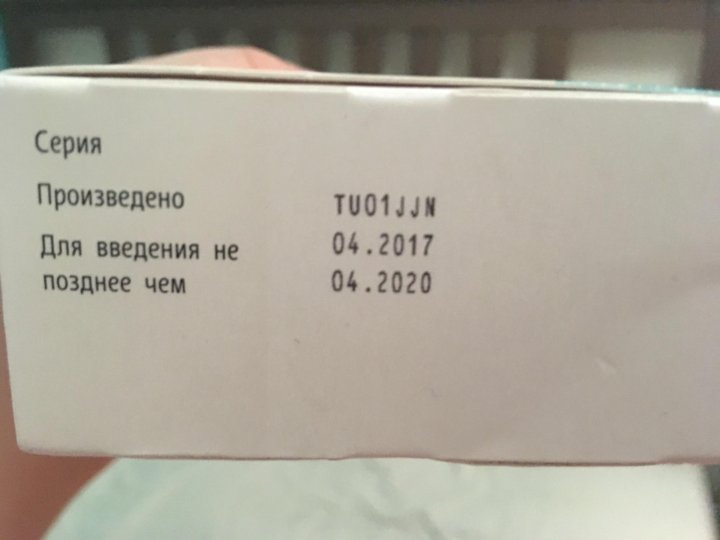 Серия
Произведено
TU01JJN
Для введения не
04.2017
позднее чем
04.2020